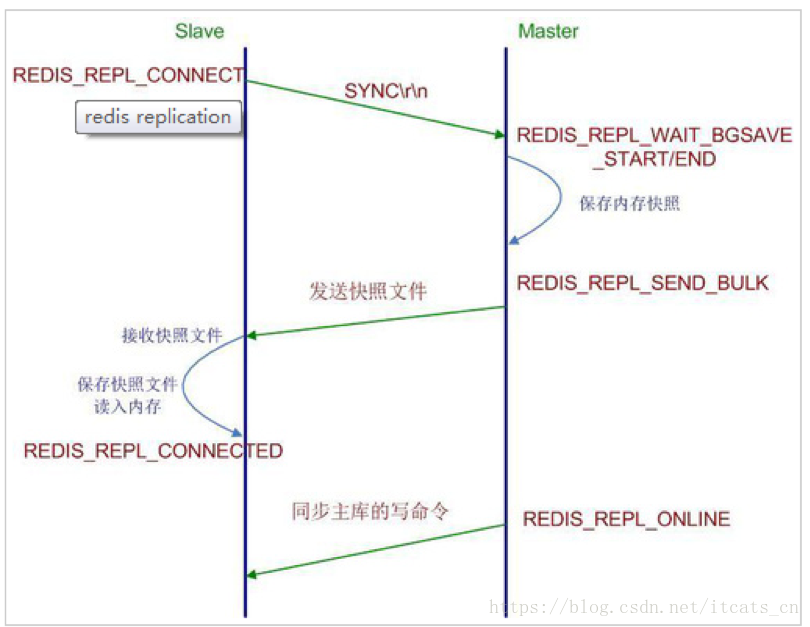 Slave
Master
REDIS_REPL_CONNECT
SYNC\r\n
redis replication
REDIS_REPL_WAIT_BGSAVE
_START/END
保存内存快照
REDIS_REPL_SEND_BULK
发送快照文件
接收快照文件
保存快照文件
读入内存
REDIS_REPL_CONNECTED
同步主库的写命令
REDIS_REPL_ONLINE
https://blog.csdn.net/itcats_cn